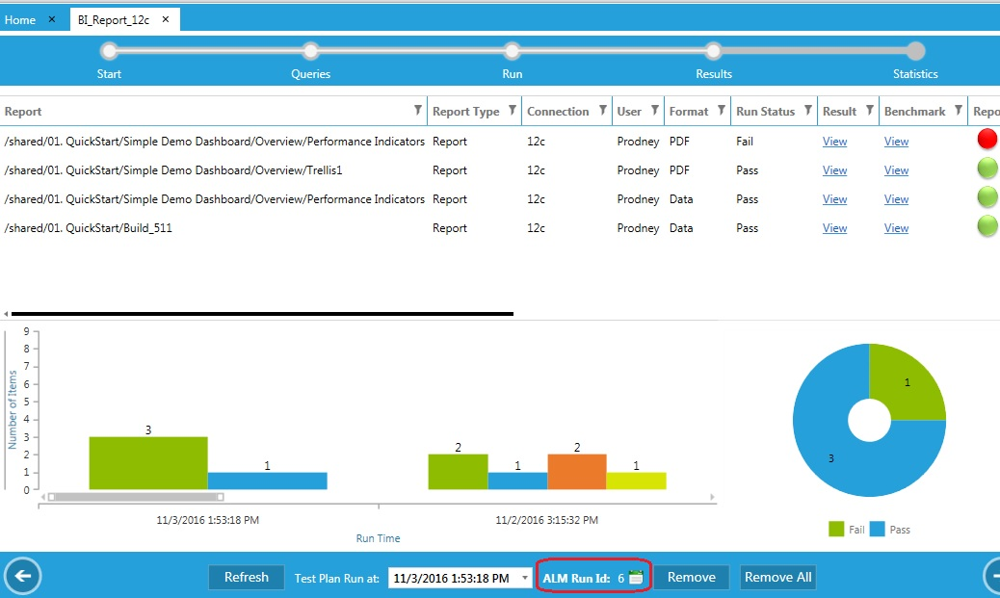 Home × BI_Report_12c ×
Start Queries Run Results Statistics
Report Report Type Connection User Format Run Status Result Benchmark Repo
/shared/01. QuickStart/Simple Demo Dashboard/Overview/Performance Indicators Report 12c Prodney PDF Fail View View
/shared/01. QuickStart/Simple Demo Dashboard/Overview/Trellis1 Report 12c Prodney PDF Pass View View
/shared/01. QuickStart/Simple Demo Dashboard/Overview/Performance Indicators Report 12c Prodney Data Pass View View
/shared/01. QuickStart/Build_511 Report 12c Prodney Data Pass View View
Number of Items
9
8
7
6
5
4
3
2
1
0
3 1 2 1 2 1
11/3/2016 1:53:18 PM 11/2/2016 3:15:32 PM
Run Time
1
3
Fail Pass
Refresh Test Plan Run at: 11/3/2016 1:53:18 PM ALM Run Id: 6 Remove Remove All